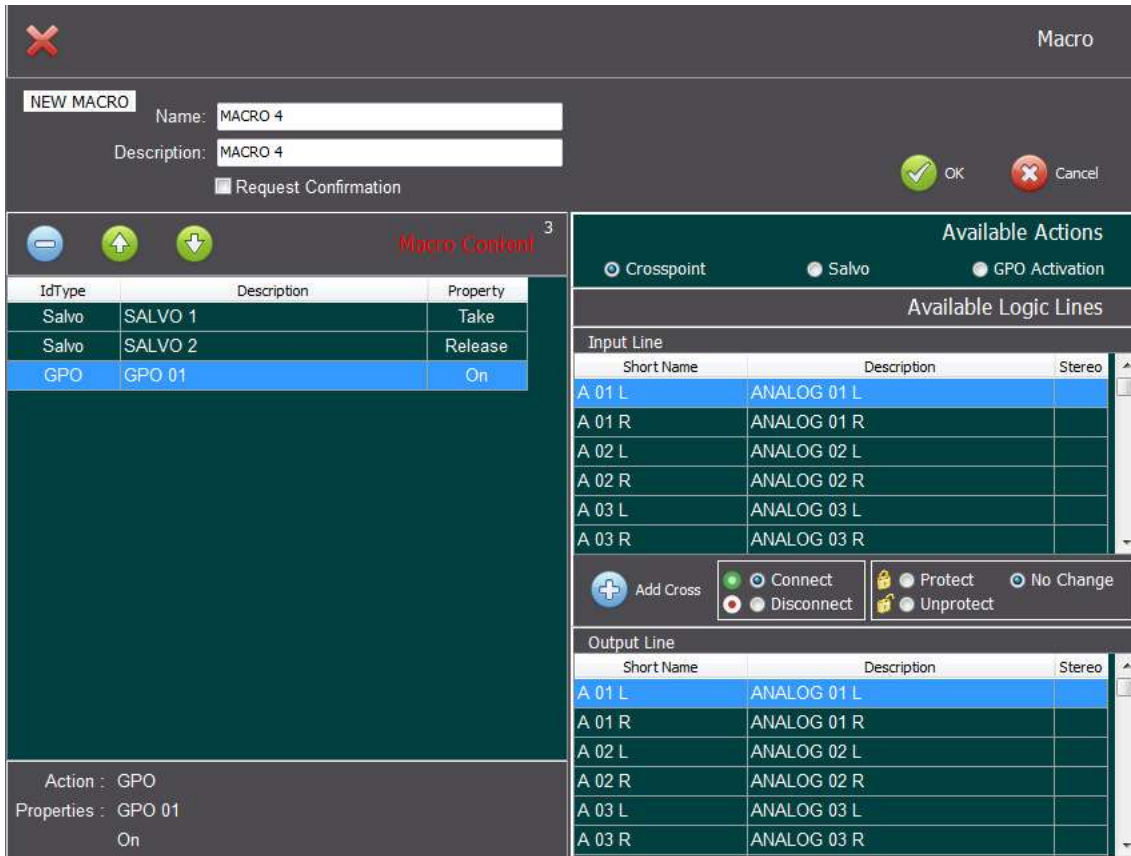 Macro
NEW MACRO
Name: MACRO 4
Description: MACRO 4
Request Confirmation
OK Cancel
Macro Content 3
IdType Description Property
Salvo SALVO 1 Take
Salvo SALVO 2 Release
GPO GPO 01 On
Action : GPO
Properties : GPO 01
On
Available Actions
Crosspoint Salvo GPO Activation
Available Logic Lines
Input Line
Short Name Description Stereo
A 01 L ANALOG 01 L
A 01 R ANALOG 01 R
A 02 L ANALOG 02 L
A 02 R ANALOG 02 R
A 03 L ANALOG 03 L
A 03 R ANALOG 03 R
Add Cross Connect Protect No Change
Disconnect Unprotect
Output Line
Short Name Description Stereo
A 01 L ANALOG 01 L
A 01 R ANALOG 01 R
A 02 L ANALOG 02 L
A 02 R ANALOG 02 R
A 03 L ANALOG 03 L
A 03 R ANALOG 03 R